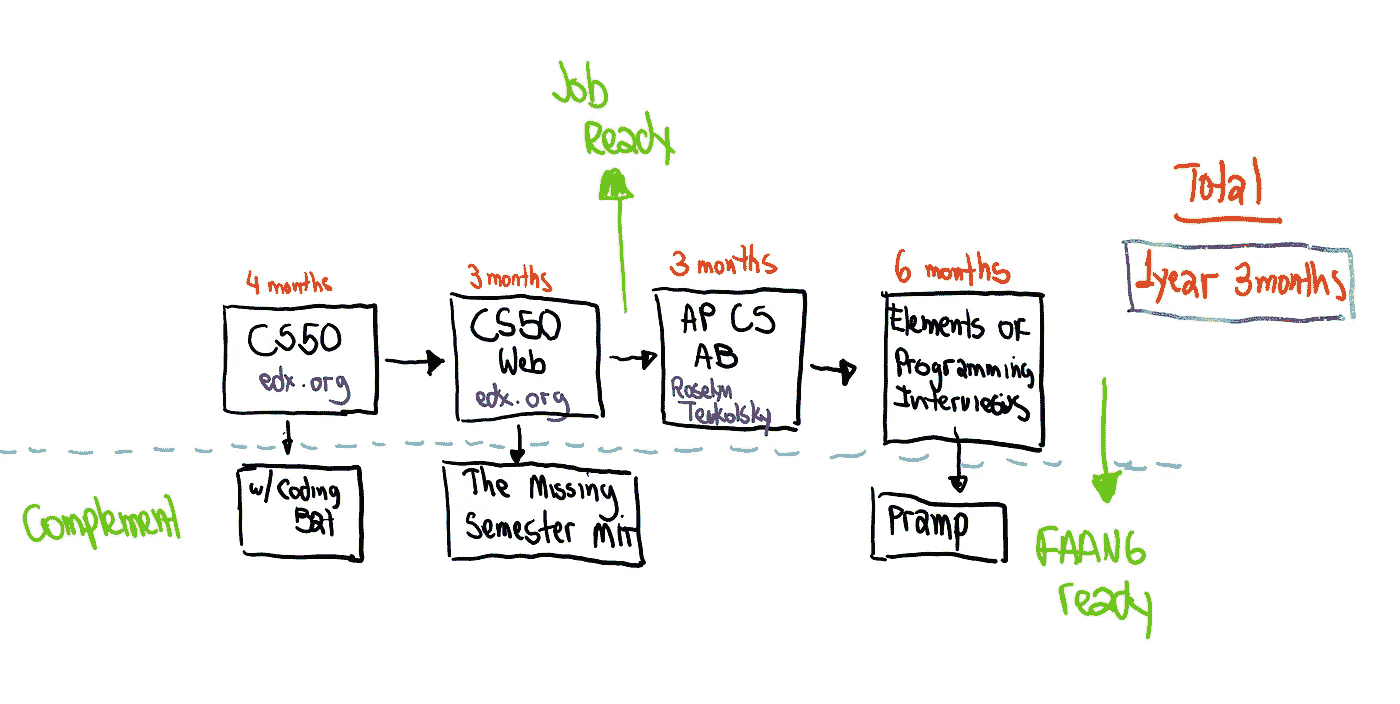 Job
Ready
Total
1year 3months
4 months
CS50
edx.org
3 months
CS50
Web
edx.org
3 months
AP CS
AB
Roselyn
Teukolsky
6 months
Elements of
Programming
Interviews
Complement
w/ Coding
Bat
The Missing
Semester MIT
Pramp
FAANG
ready